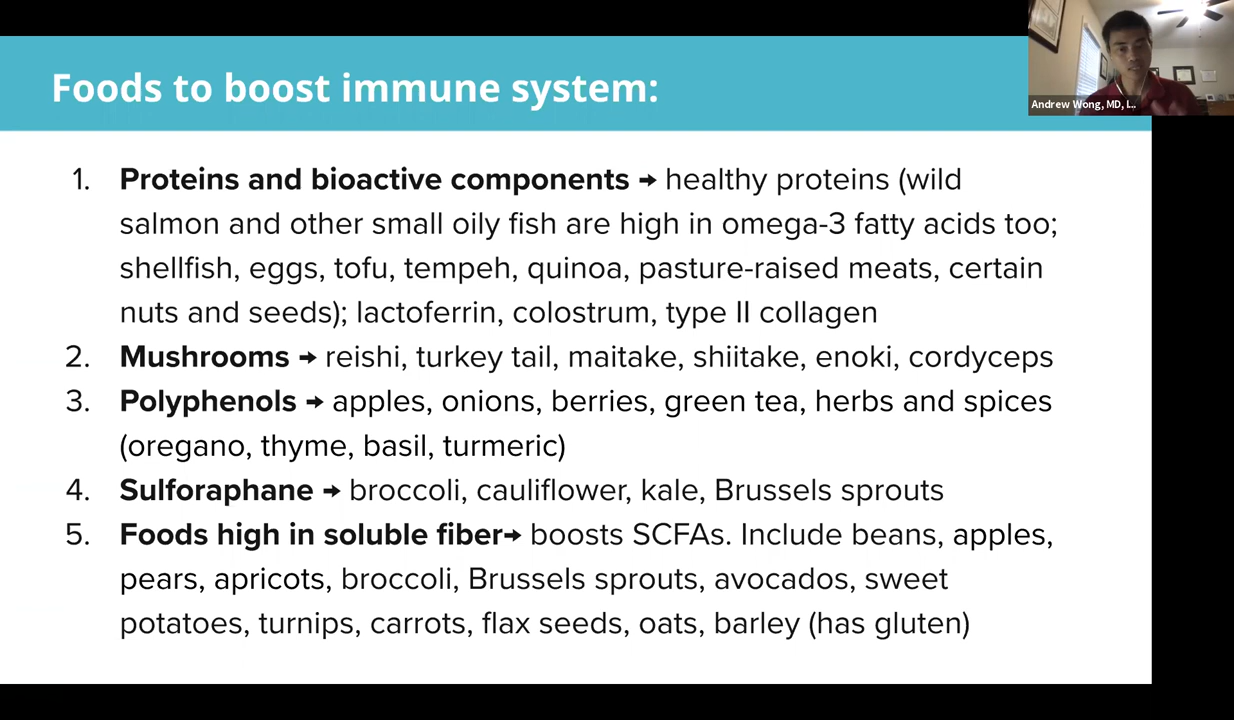 Foods to boost immune system:
Andrew Wong, MD, L..
1. Proteins and bioactive components → healthy proteins (wild
salmon and other small oily fish are high in omega-3 fatty acids too;
shellfish, eggs, tofu, tempeh, quinoa, pasture-raised meats, certain
nuts and seeds); lactoferrin, colostrum, type II collagen
2. Mushrooms → reishi, turkey tail, maitake, shiitake, enoki, cordyceps
3. Polyphenols → apples, onions, berries, green tea, herbs and spices
(oregano, thyme, basil, turmeric)
4. Sulforaphane → broccoli, cauliflower, kale, Brussels sprouts
5. Foods high in soluble fiber→ boosts SCFAs. Include beans, apples,
pears, apricots, broccoli, Brussels sprouts, avocados, sweet
potatoes, turnips, carrots, flax seeds, oats, barley (has gluten)